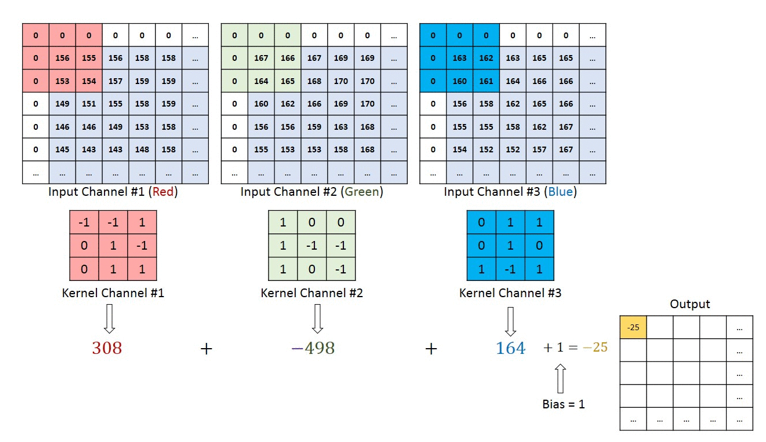 0 0 0 0 0 0 ... 0 0 0 0 0 0 ... 0 0 0 0 0 0 ...
0 156 155 156 158 158 ... 0 167 166 167 169 169 ... 0 163 162 163 165 165 ...
0 153 154 157 159 159 ... 0 164 165 168 170 170 ... 0 160 161 164 166 166 ...
0 149 151 155 158 159 ... 0 160 162 166 169 170 ... 0 156 158 162 165 166 ...
0 146 146 149 153 158 ... 0 156 156 159 163 168 ... 0 155 155 158 162 167 ...
0 145 143 143 148 158 ... 0 155 153 153 158 168 ... 0 154 152 152 157 167 ...
... ... ... ... ... ... ... ... ... ... ... ... ... ... ... ... ... ... ... ... ...
Input Channel #1 (Red) Input Channel #2 (Green) Input Channel #3 (Blue)
-1 -1 1 1 0 0 0 1 1
0 1 -1 1 -1 -1 0 1 0
0 1 1 1 0 -1 1 -1 1
Kernel Channel #1 Kernel Channel #2 Kernel Channel #3
308 + −498 + 164 + 1 = −25
Bias = 1
Output
-25 ...
...
...
...
... ... ... ... ...